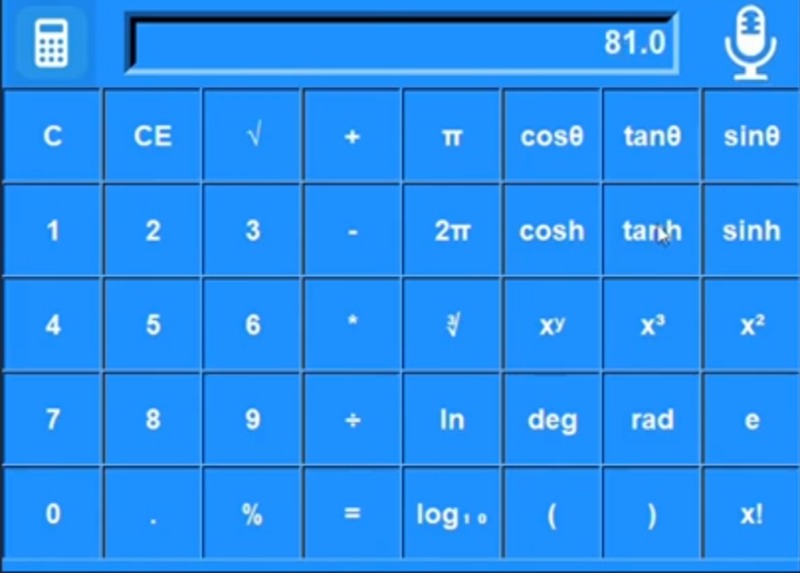 81.0
C CE √ + π cosθ tanθ sinθ
1 2 3 - 2π cosh tanh sinh
4 5 6 * ∛ xʸ x³ x²
7 8 9 ÷ ln deg rad e
0 . % = log₁₀ ( ) x!